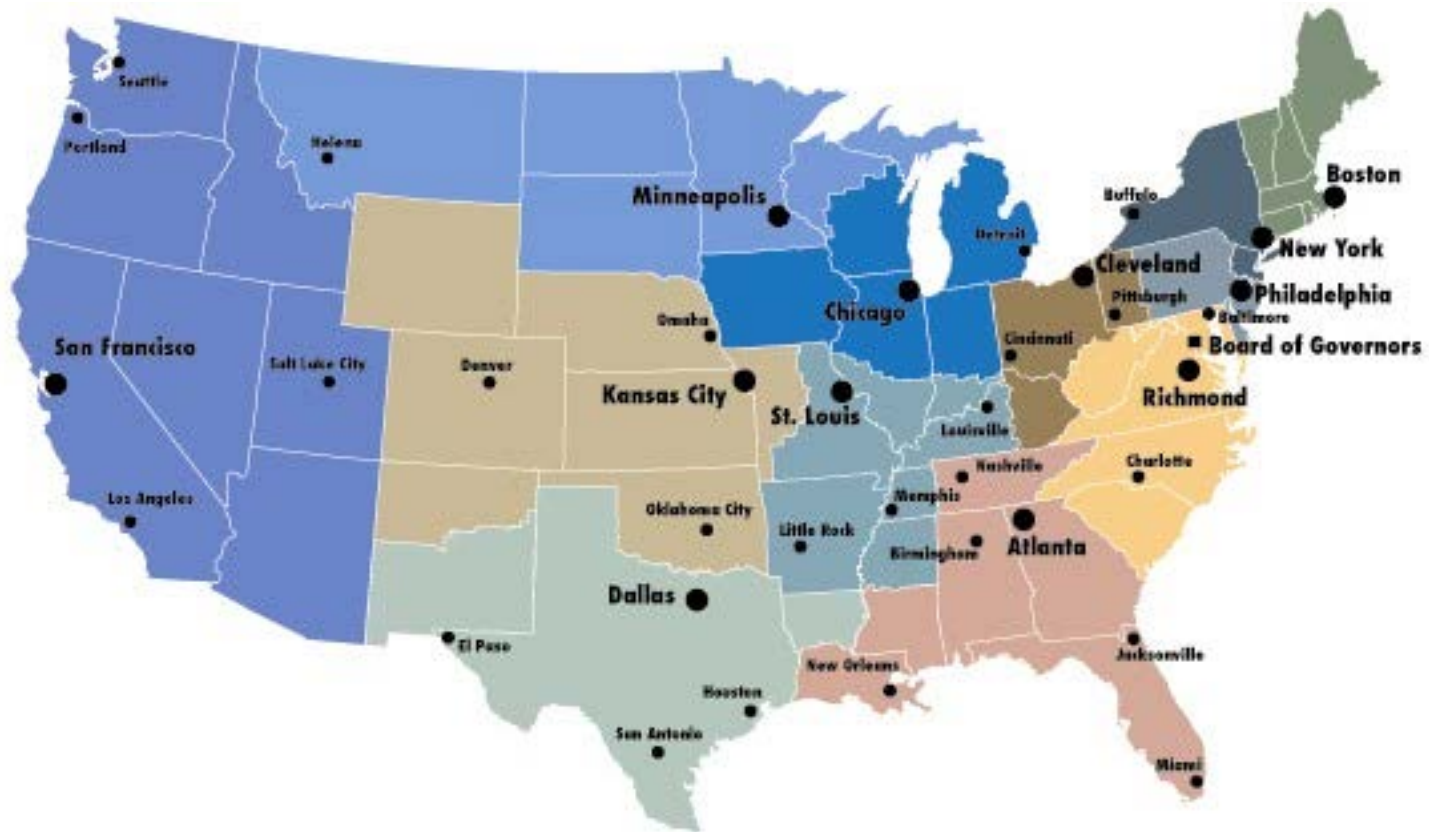 Seattle
Portland
Helena
Minneapolis
Boston
Buffalo
Detroit
New York
Cleveland
Pittsburgh
Philadelphia
Baltimore
Chicago
Omaha
Cincinnati
Board of Governors
San Francisco
Salt Lake City
Denver
Kansas City
St. Louis
Richmond
Louisville
Nashville
Charlotte
Los Angeles
Memphis
Oklahoma City
Little Rock
Birmingham
Atlanta
Dallas
El Paso
Jacksonville
New Orleans
Houston
San Antonio
Miami